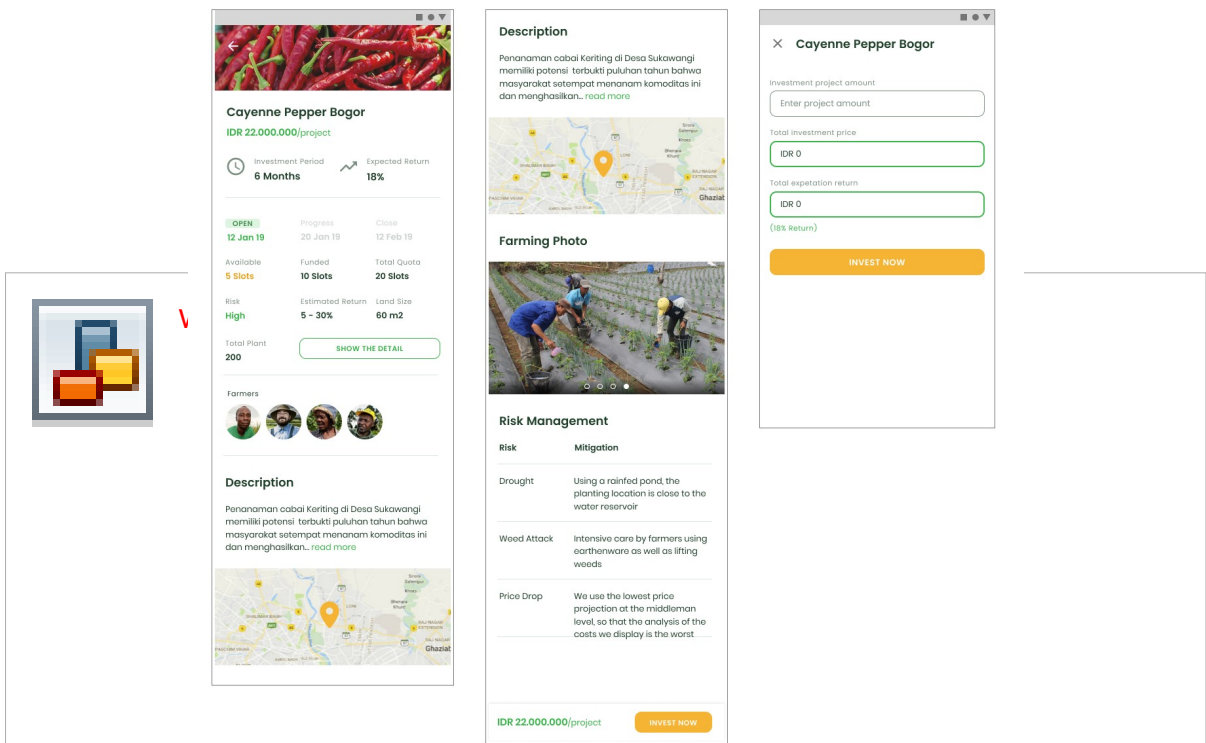 Cayenne Pepper Bogor
IDR 22.000.000/project
Investment Period
6 Months
Expected Return
18%
OPEN
12 Jan 19
Progress
20 Jan 19
Close
12 Feb 19
Available
5 Slots
Funded
10 Slots
Total Quota
20 Slots
Risk
High
Estimated Return
5 - 30%
Land Size
60 m2
Total Plant
200
SHOW THE DETAIL
Farmers
Description
Penanaman cabai Keriting di Desa Sukawangi
memiliki potensi terbukti puluhan tahun bahwa
masyarakat setempat menanam komoditas ini
dan menghasilkan... read more
Ghaziat
Description
Penanaman cabai Keriting di Desa Sukawangi
memiliki potensi terbukti puluhan tahun bahwa
masyarakat setempat menanam komoditas ini
dan menghasilkan... read more
Ghaziat
Farming Photo
Risk Management
Risk
Mitigation
Drought
Using a rainfed pond, the
planting location is close to the
water reservoir
Weed Attack
Intensive care by farmers using
earthenware as well as lifting
weeds
Price Drop
We use the lowest price
projection at the middleman
level, so that the analysis of the
costs we display is the worst
IDR 22.000.000/project
INVEST NOW
Cayenne Pepper Bogor
Investment project amount
Enter project amount
Total investment price
IDR 0
Total expetation return
IDR 0
(18% Return)
INVEST NOW